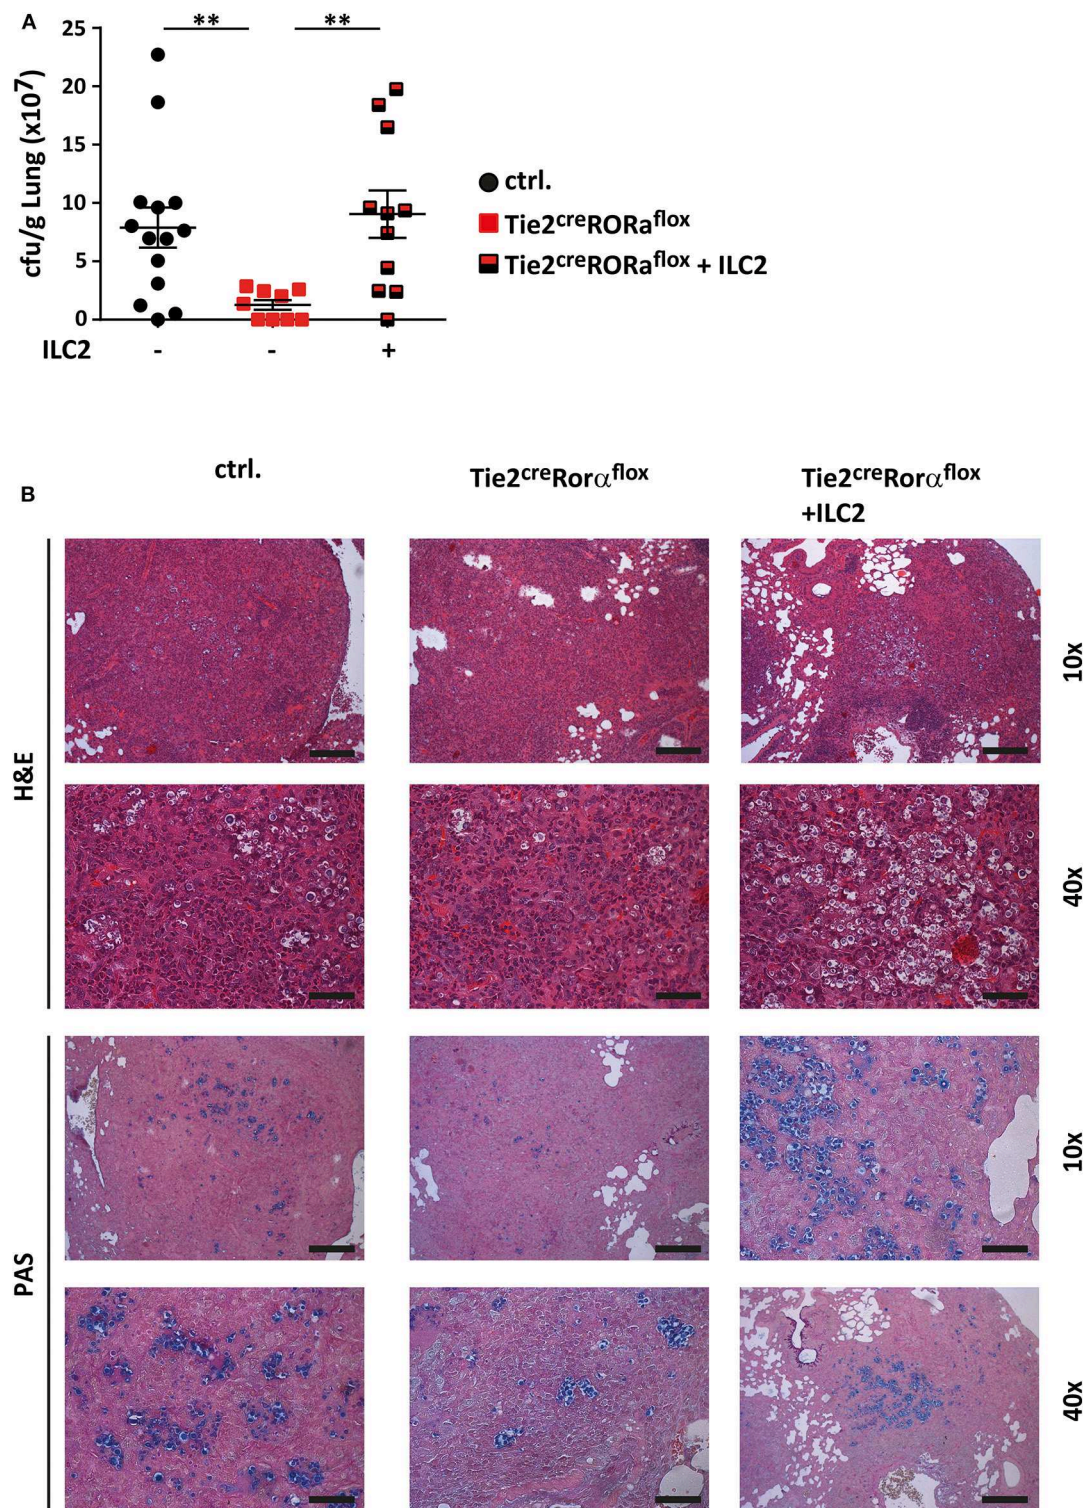 A
** **
cfu/g Lung (x10⁷)
25
20
15
10
5
0
ILC2 - - +
ctrl.
Tie2ᶜʳᵉRORaᶠˡᵒˣ
Tie2ᶜʳᵉRORaᶠˡᵒˣ + ILC2
B
ctrl.
Tie2ᶜʳᵉRorαᶠˡᵒˣ
Tie2ᶜʳᵉRorαᶠˡᵒˣ
+ILC2
H&E
10x
40x
PAS
10x
40x